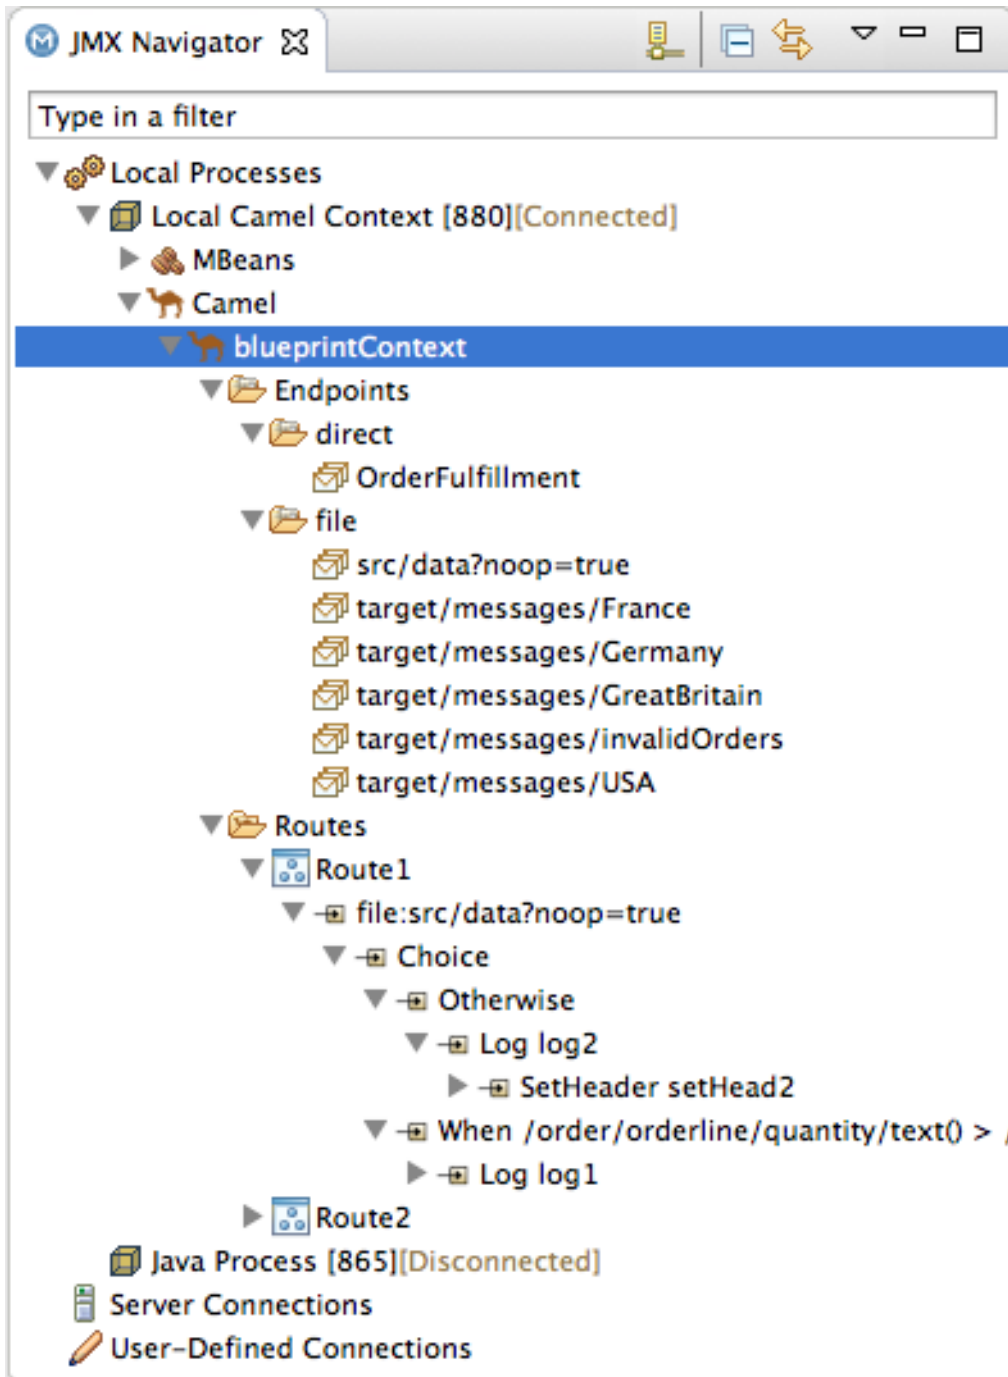 JMX Navigator
Type in a filter
Local Processes
Local Camel Context [880][Connected]
MBeans
Camel
blueprintContext
Endpoints
direct
OrderFulfillment
file
src/data?noop=true
target/messages/France
target/messages/Germany
target/messages/GreatBritain
target/messages/invalidOrders
target/messages/USA
Routes
Route1
file:src/data?noop=true
Choice
Otherwise
Log log2
SetHeader setHead2
When /order/orderline/quantity/text() > /
Log log1
Route2
Java Process [865][Disconnected]
Server Connections
User-Defined Connections